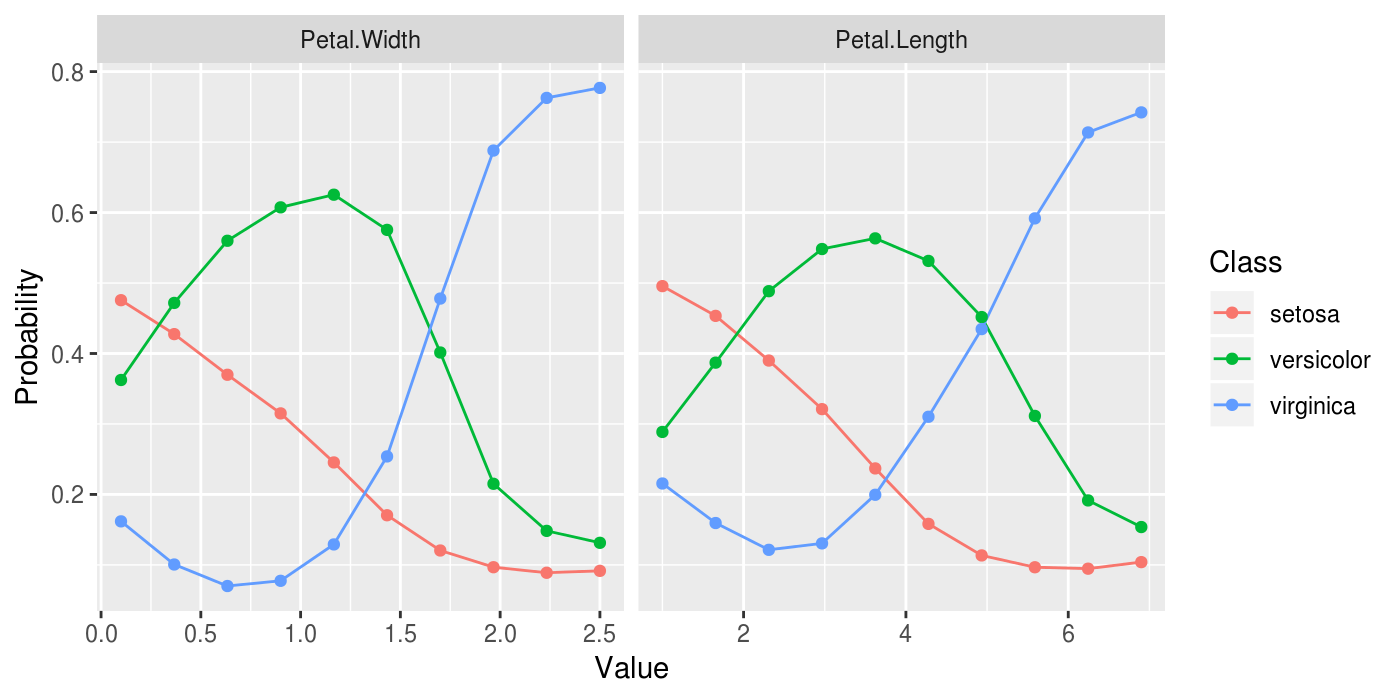 Petal.Width
Petal.Length
0.8
0.6
0.4
0.2
Probability
0.0 0.5 1.0 1.5 2.0 2.5
2 4 6
Value
Class
setosa
versicolor
virginica